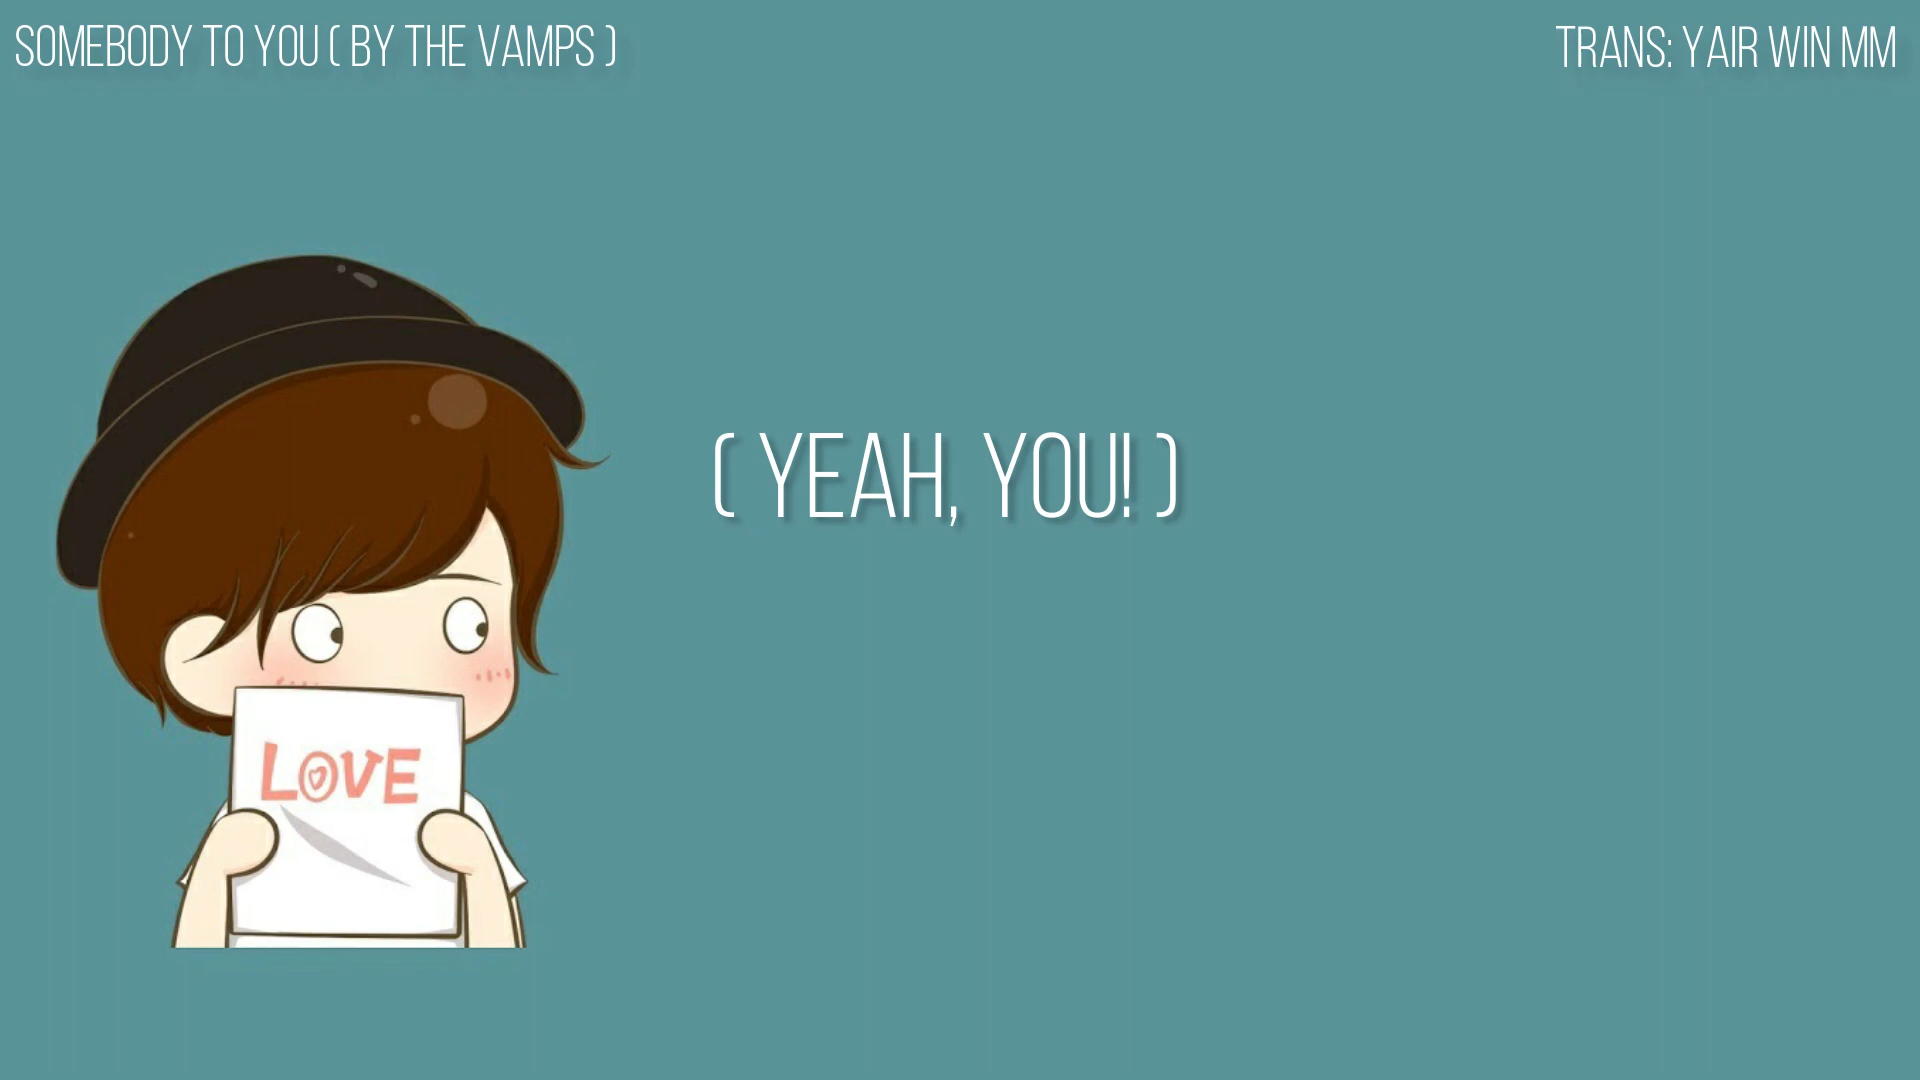 SOMEBODY TO YOU ( BY THE VAMPS )
TRANS: YAIR WIN MM
( YEAH, YOU! )
LOVE